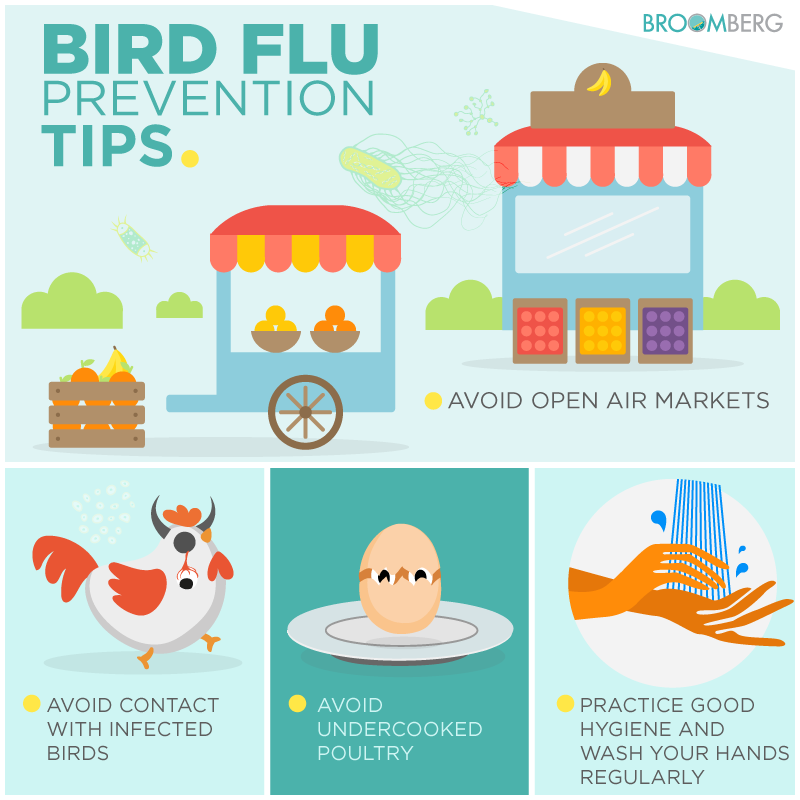 BROOMBERG
BIRD FLU
PREVENTION
TIPS
AVOID OPEN AIR MARKETS
AVOID CONTACT
WITH INFECTED
BIRDS
AVOID
UNDERCOOKED
POULTRY
PRACTICE GOOD
HYGIENE AND
WASH YOUR HANDS
REGULARLY